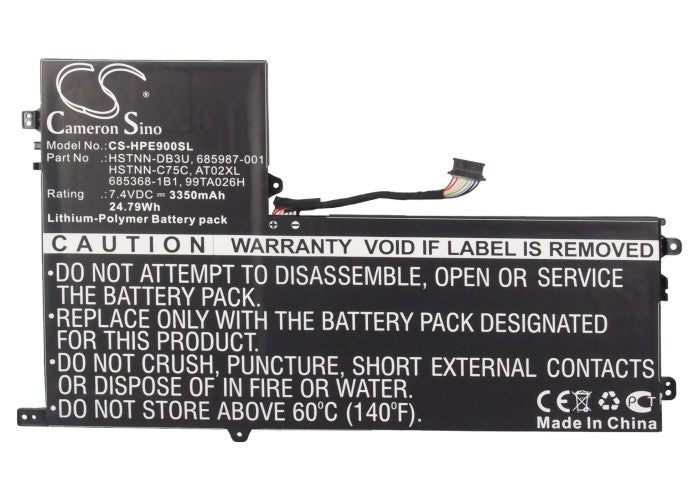 CS
Cameron Sino
Model No.: CS-HPE900SL
Part No: HSTNN-DB3U, 685987-001
HSTNN-C75C, AT02XL
685368-1B1, 99TA026H
Rating: 7.4VDC ⎓ 3350mAh
24.79Wh
Lithium-Polymer Battery pack
+ -
CAUTION WARRANTY VOID IF LABEL IS REMOVED
•DO NOT ATTEMPT TO DISASSEMBLE, OPEN OR SERVICE
THE BATTERY PACK.
•REPLACE ONLY WITH THE BATTERY PACK DESIGNATED
FOR THIS PRODUCT.
•DO NOT CRUSH, PUNCTURE, SHORT EXTERNAL CONTACTS
OR DISPOSE OF IN FIRE OR WATER.
•DO NOT STORE ABOVE 60°C (140°F).
CE PCT
Made In China